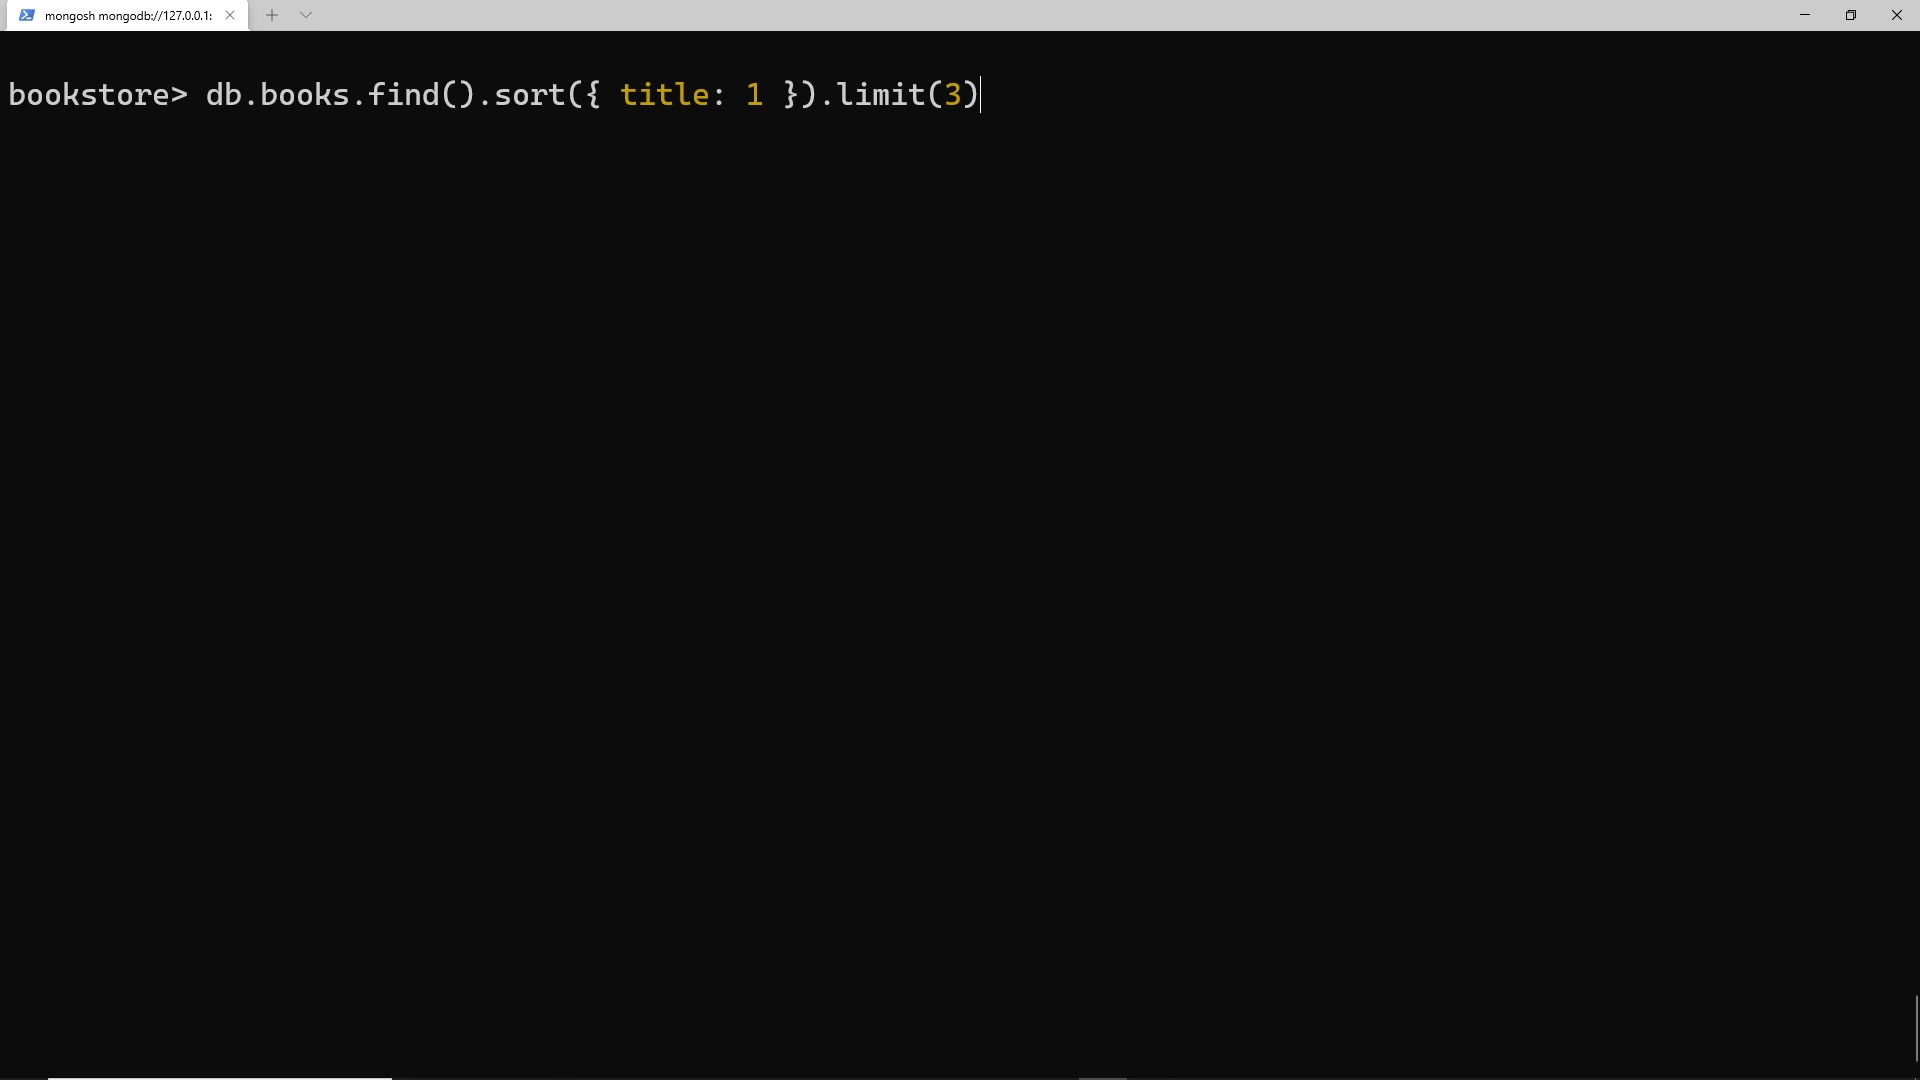 mongosh mongodb://127.0.0.1:
bookstore> db.books.find().sort({ title: 1 }).limit(3)